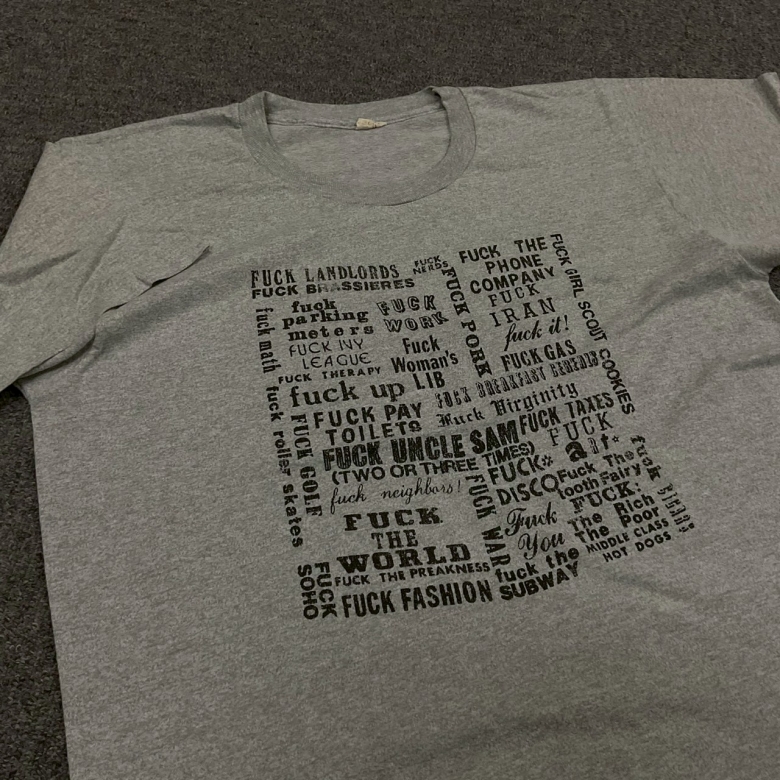 FUCK LANDLORDS
FUCK BRASSIERES
FUCK
NERDS
FUCK THE
PHONE
COMPANY
FUCK GIRL SCOUT COOKIES
fuck math
fuck
parking
meters
FUCK
WORK
FUCK PORK
FUCK
IRAN
fuck it!
FUCK IVY
LEAGUE
Fuck
Woman's
LIB
FUCK GAS
FUCK THERAPY
fuck up
FUCK BREAKFAST CEREALS
fuck roller skates
FUCK GOLF
FUCK PAY
TOILETS
Fuck Virginity
FUCK TAXES
FUCK UNCLE SAM
(TWO OR THREE TIMES)
FUCK
art
FUCK
DISCO
Fuck The
tooth Fairy
fuck neighbors!
FUCK WAR
FUCK
THE
WORLD
Fuck
You
FUCK:
The Rich
The Poor
MIDDLE CLASS
HOT DOGS
FUCK
SOHO
FUCK THE PREAKNESS
FUCK FASHION
fuck the
SUBWAY